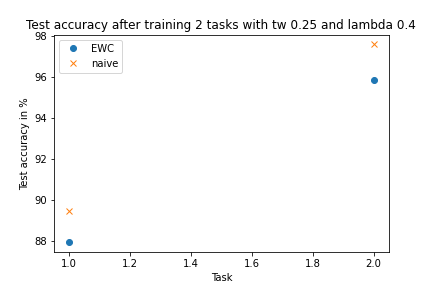 Test accuracy after training 2 tasks with tw 0.25 and lambda 0.4
98
96
94
92
90
88
Test accuracy in %
EWC
naive
1.0 1.2 1.4 1.6 1.8 2.0
Task